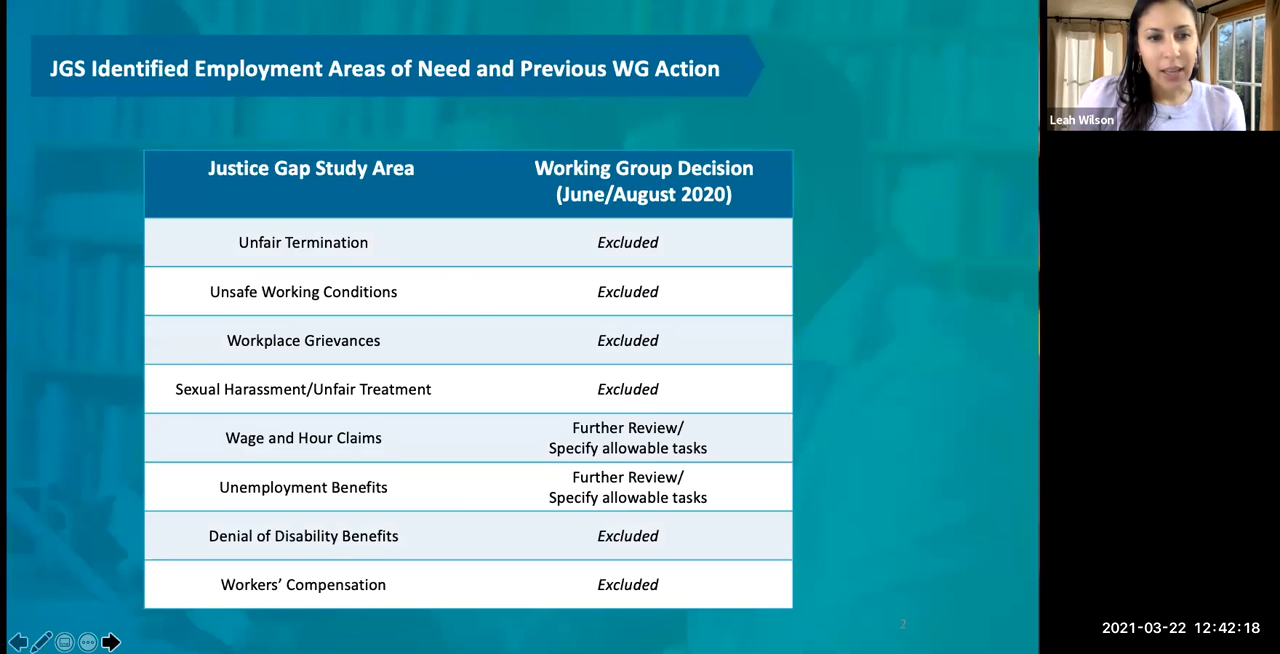 JGS Identified Employment Areas of Need and Previous WG Action
Leah Wilson
Justice Gap Study Area
Working Group Decision
(June/August 2020)
Unfair Termination
Excluded
Unsafe Working Conditions
Excluded
Workplace Grievances
Excluded
Sexual Harassment/Unfair Treatment
Excluded
Wage and Hour Claims
Further Review/
Specify allowable tasks
Unemployment Benefits
Further Review/
Specify allowable tasks
Denial of Disability Benefits
Excluded
Workers’ Compensation
Excluded
2
2021-03-22 12:42:18